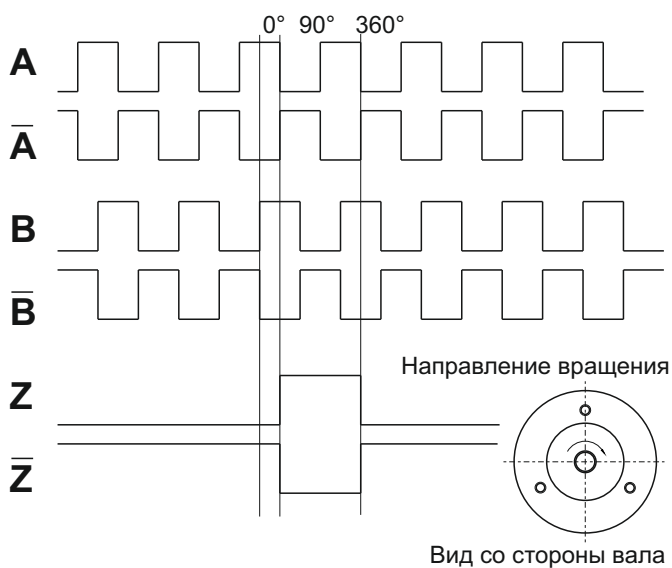 0° 90° 360°
A
A̅
B
B̅
Z
Z̅
Направление вращения
Вид со стороны вала